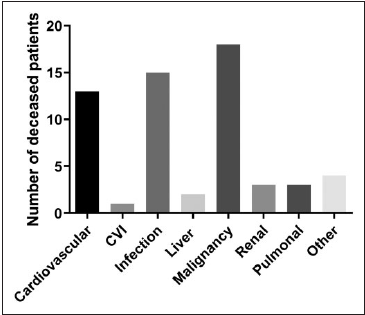 Number of deceased patients
20
15
10
5
0
Cardiovascular
CVI
Infection
Liver
Malignancy
Renal
Pulmonal
Other